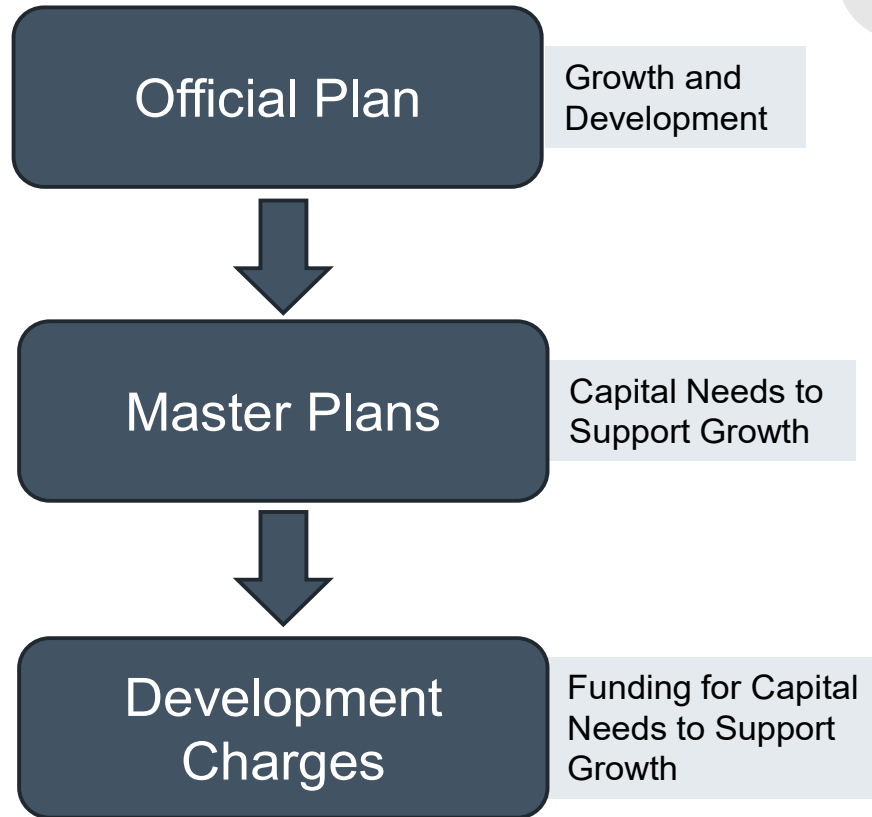 Official Plan
Growth and
Development
Master Plans
Capital Needs to
Support Growth
Development
Charges
Funding for Capital
Needs to Support
Growth